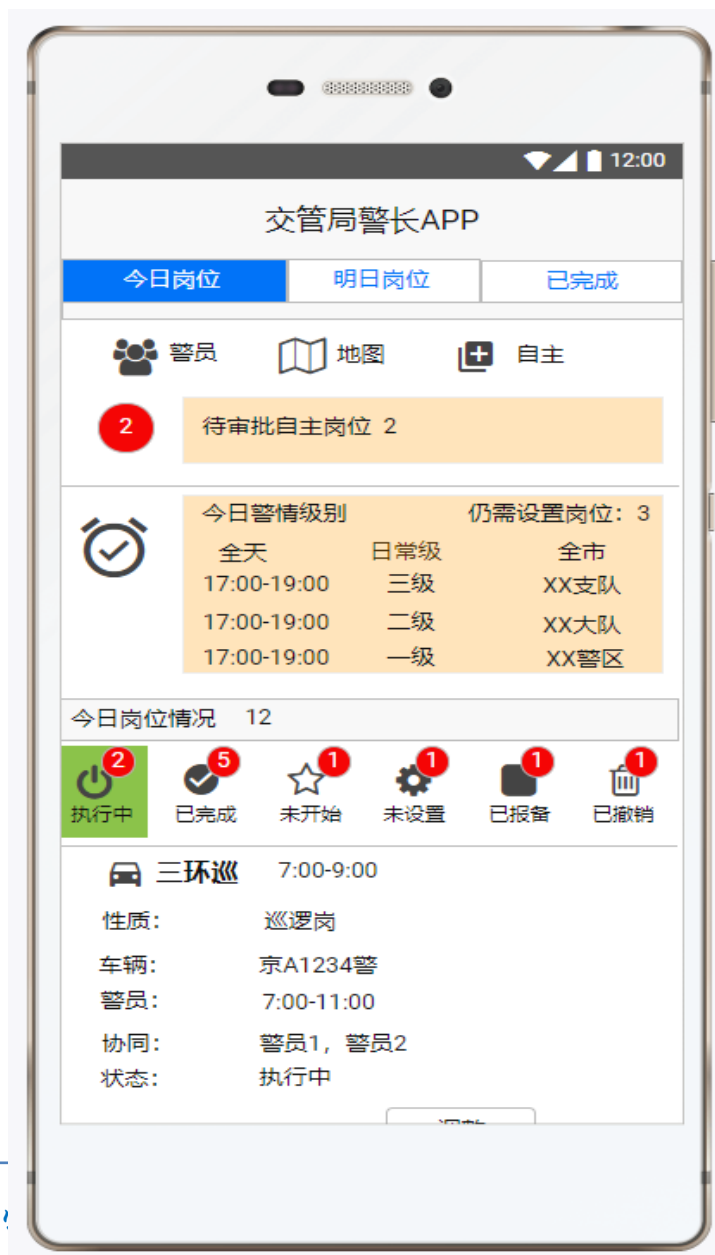 12:00
交管局警长APP
今日岗位 明日岗位 已完成
警员 地图 自主
2 待审批自主岗位 2
今日警情级别 仍需设置岗位：3
全天 日常级 全市
17:00-19:00 三级 XX支队
17:00-19:00 二级 XX大队
17:00-19:00 一级 XX警区
今日岗位情况 12
2 5 1 1 1 1
执行中 已完成 未开始 未设置 已报备 已撤销
三环巡 7:00-9:00
性质： 巡逻岗
车辆： 京A1234警
警员： 7:00-11:00
协同： 警员1，警员2
状态： 执行中